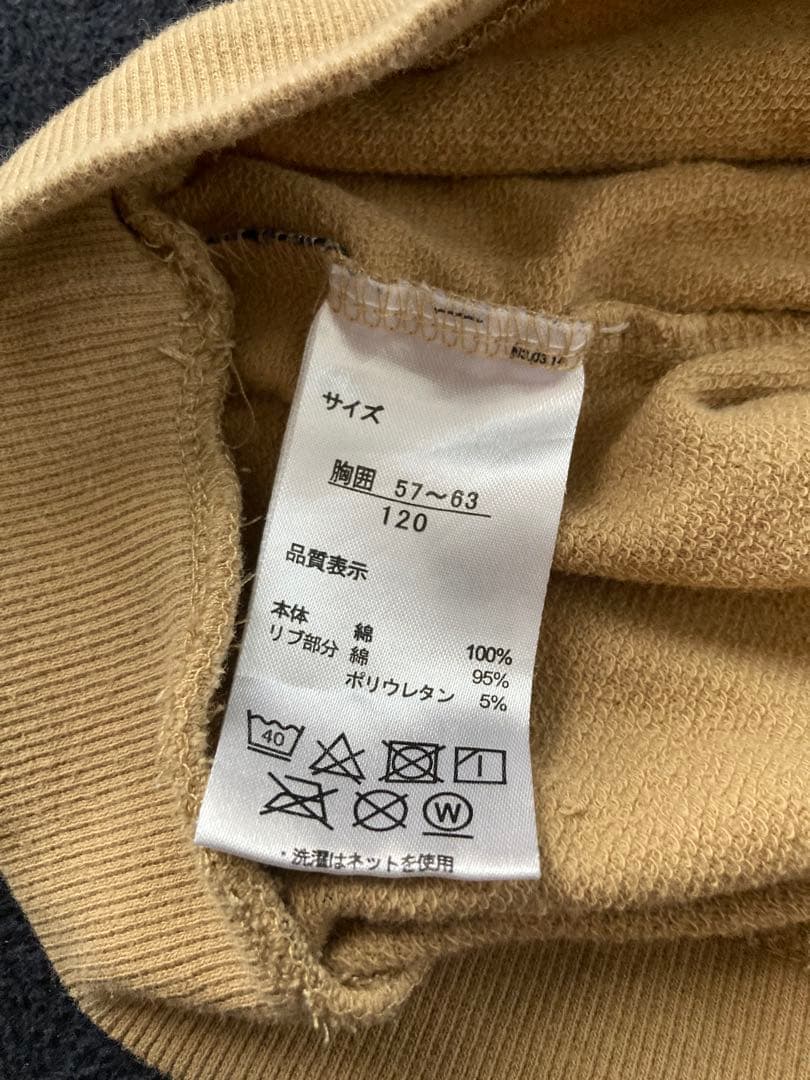 サイズ
胸囲 57～63
120
品質表示
本体 綿 100%
リブ部分 綿 95%
ポリウレタン 5%
40
W
・洗濯はネットを使用